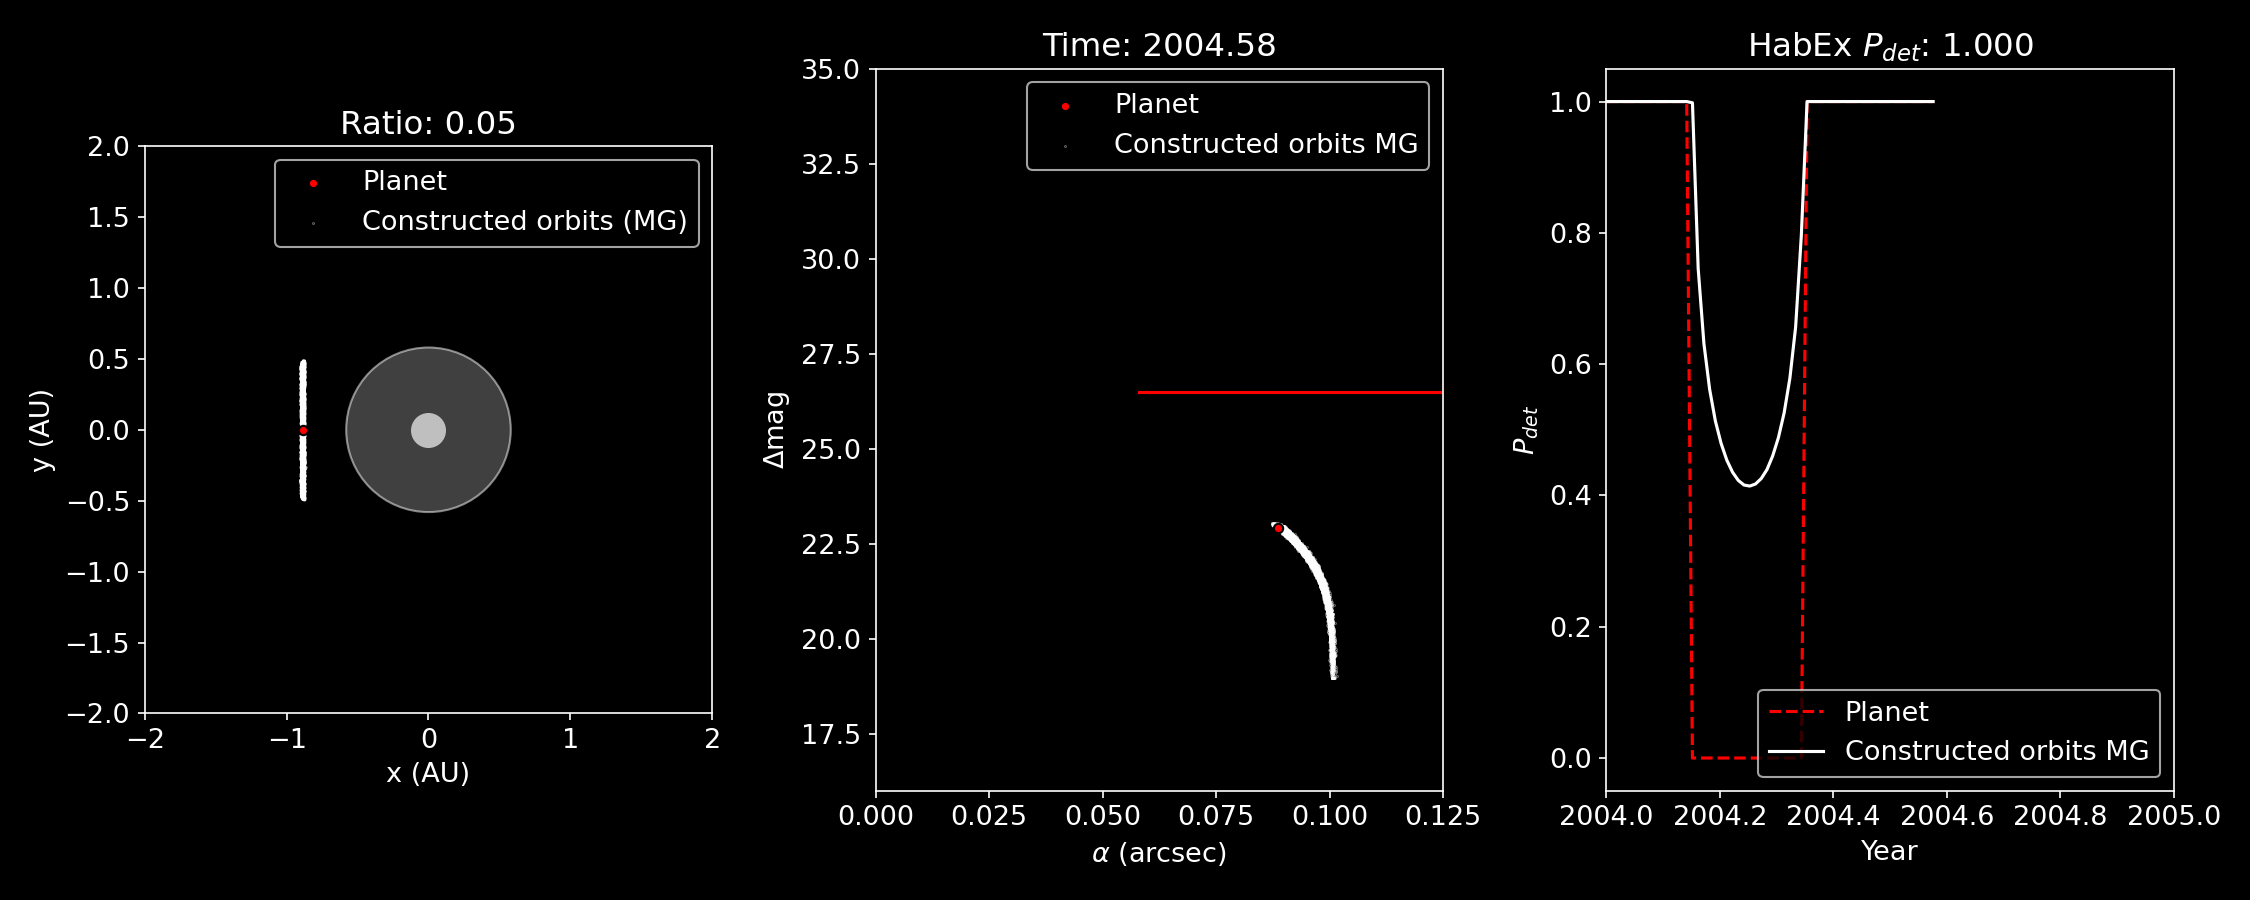 Ratio: 0.05
Planet
Constructed orbits (MG)
2.0
1.5
1.0
0.5
0.0
−0.5
−1.0
−1.5
−2.0
y (AU)
−2 −1 0 1 2
x (AU)
Time: 2004.58
Planet
Constructed orbits MG
35.0
32.5
30.0
27.5
25.0
22.5
20.0
17.5
Δmag
0.000 0.025 0.050 0.075 0.100 0.125
α (arcsec)
HabEx P_det: 1.000
1.0
0.8
0.6
0.4
0.2
0.0
P_det
Planet
Constructed orbits MG
2004.0 2004.2 2004.4 2004.6 2004.8 2005.0
Year